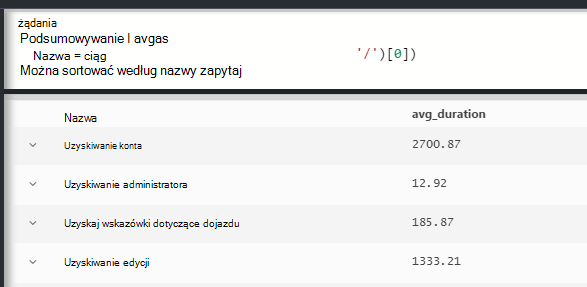 żądania
Podsumowywanie l avgas
Nazwa = ciąg '/')[0])
Można sortować według nazwy zapytaj
Nazwa avg_duration
Uzyskiwanie konta 2700.87
Uzyskiwanie administratora 12.92
Uzyskaj wskazówki dotyczące dojazdu 185.87
Uzyskiwanie edycji 1333.21